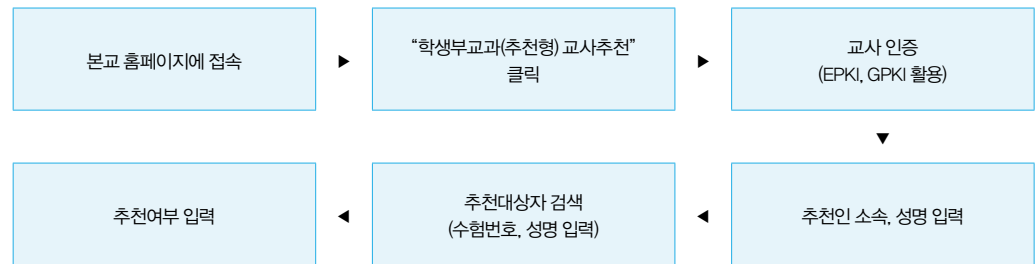 본교 홈페이지에 접속
▶
“학생부교과(추천형) 교사추천”
클릭
▶
교사 인증
(EPKI, GPKI 활용)
▼
추천인 소속, 성명 입력
◀
추천대상자 검색
(수험번호, 성명 입력)
◀
추천여부 입력